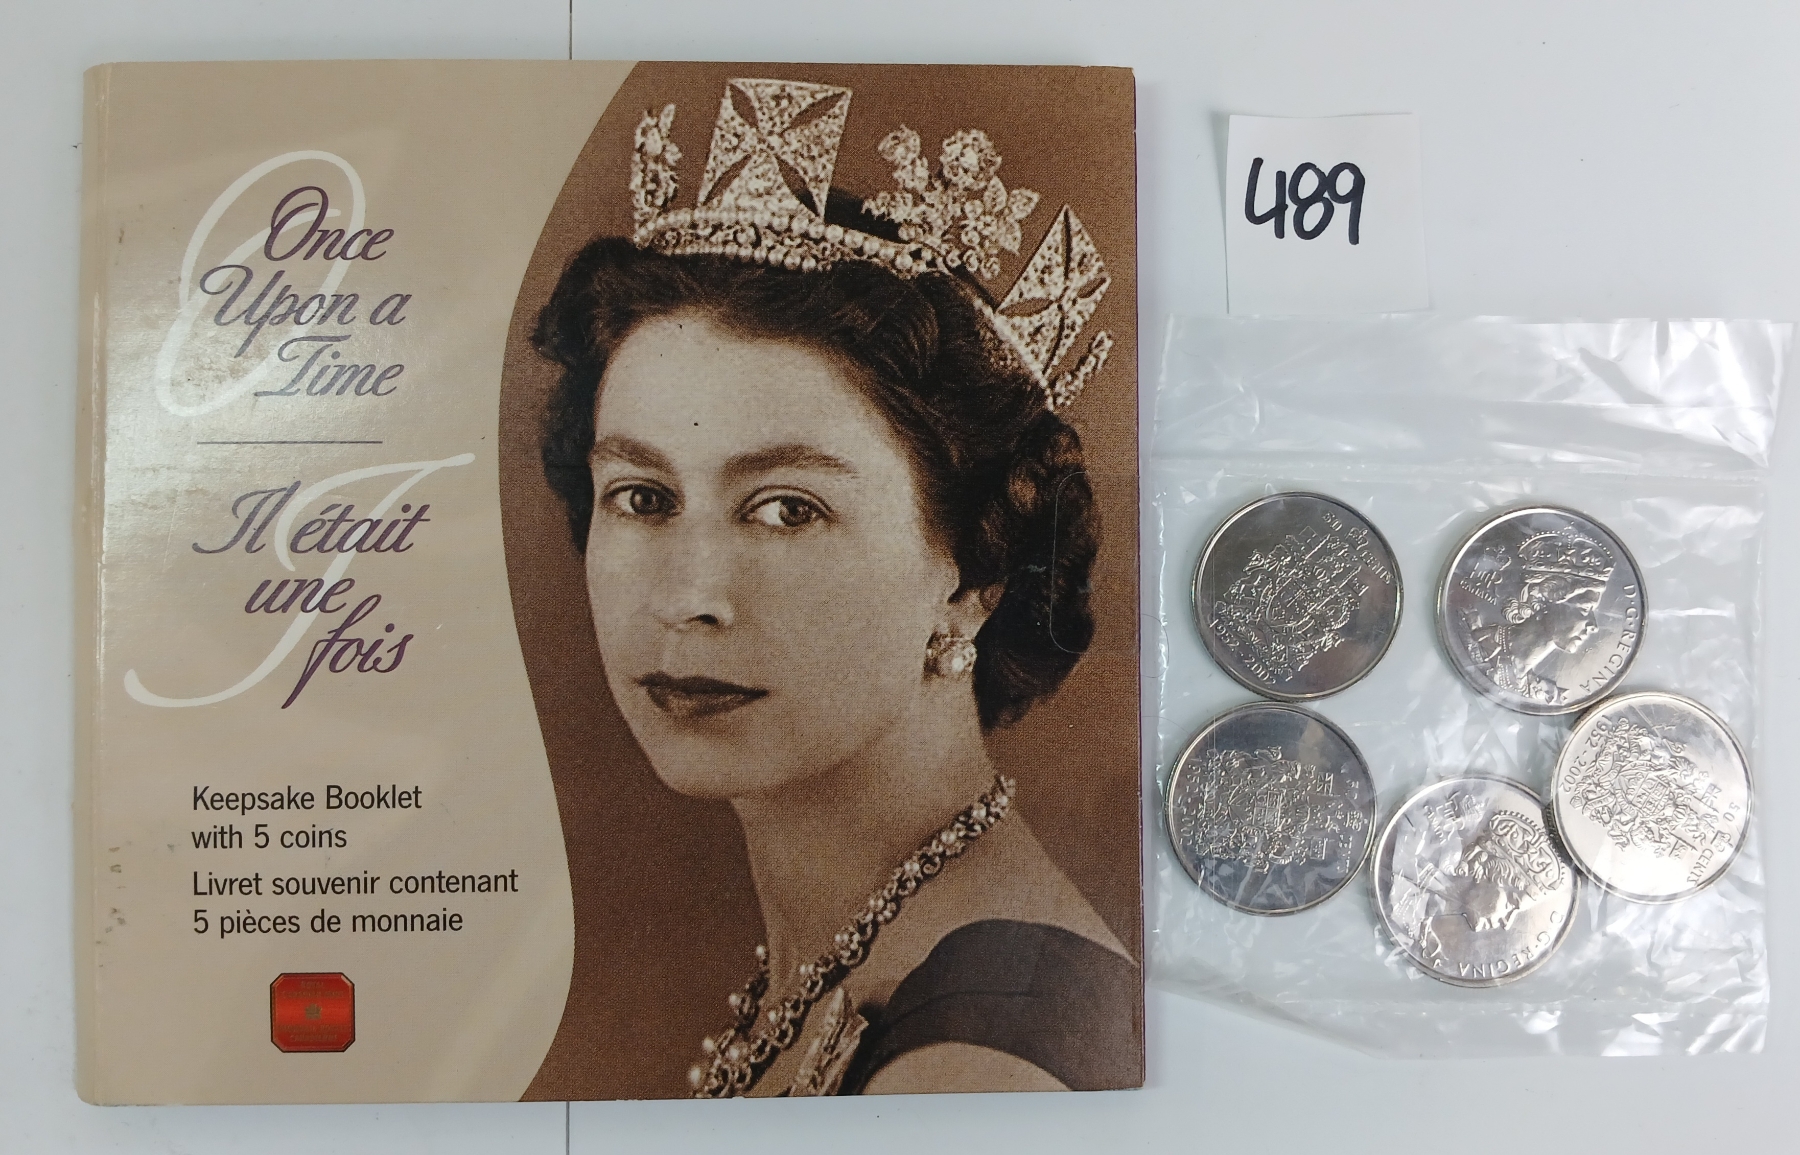 Once
Upon a
Time
Il était
une
fois
Keepsake Booklet
with 5 coins
Livret souvenir contenant
5 pièces de monnaie
489
50 CENTS
1952-2002
CANADA
D·G·REGINA
1952-2002
50 CENTS
D·G·REGINA